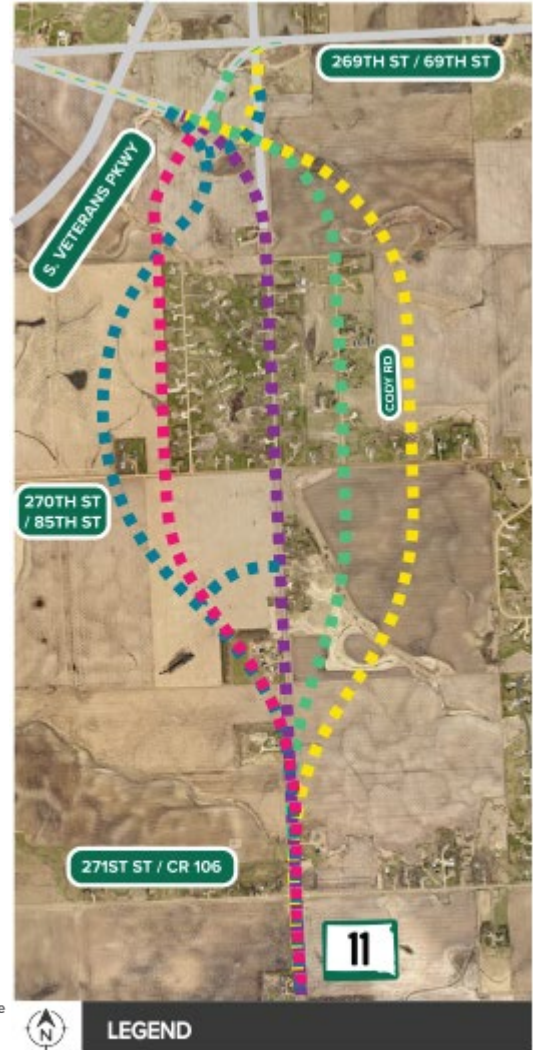 269TH ST / 69TH ST
S. VETERANS PKWY
CODY RD
270TH ST
/ 85TH ST
271ST ST / CR 106
11
N
LEGEND